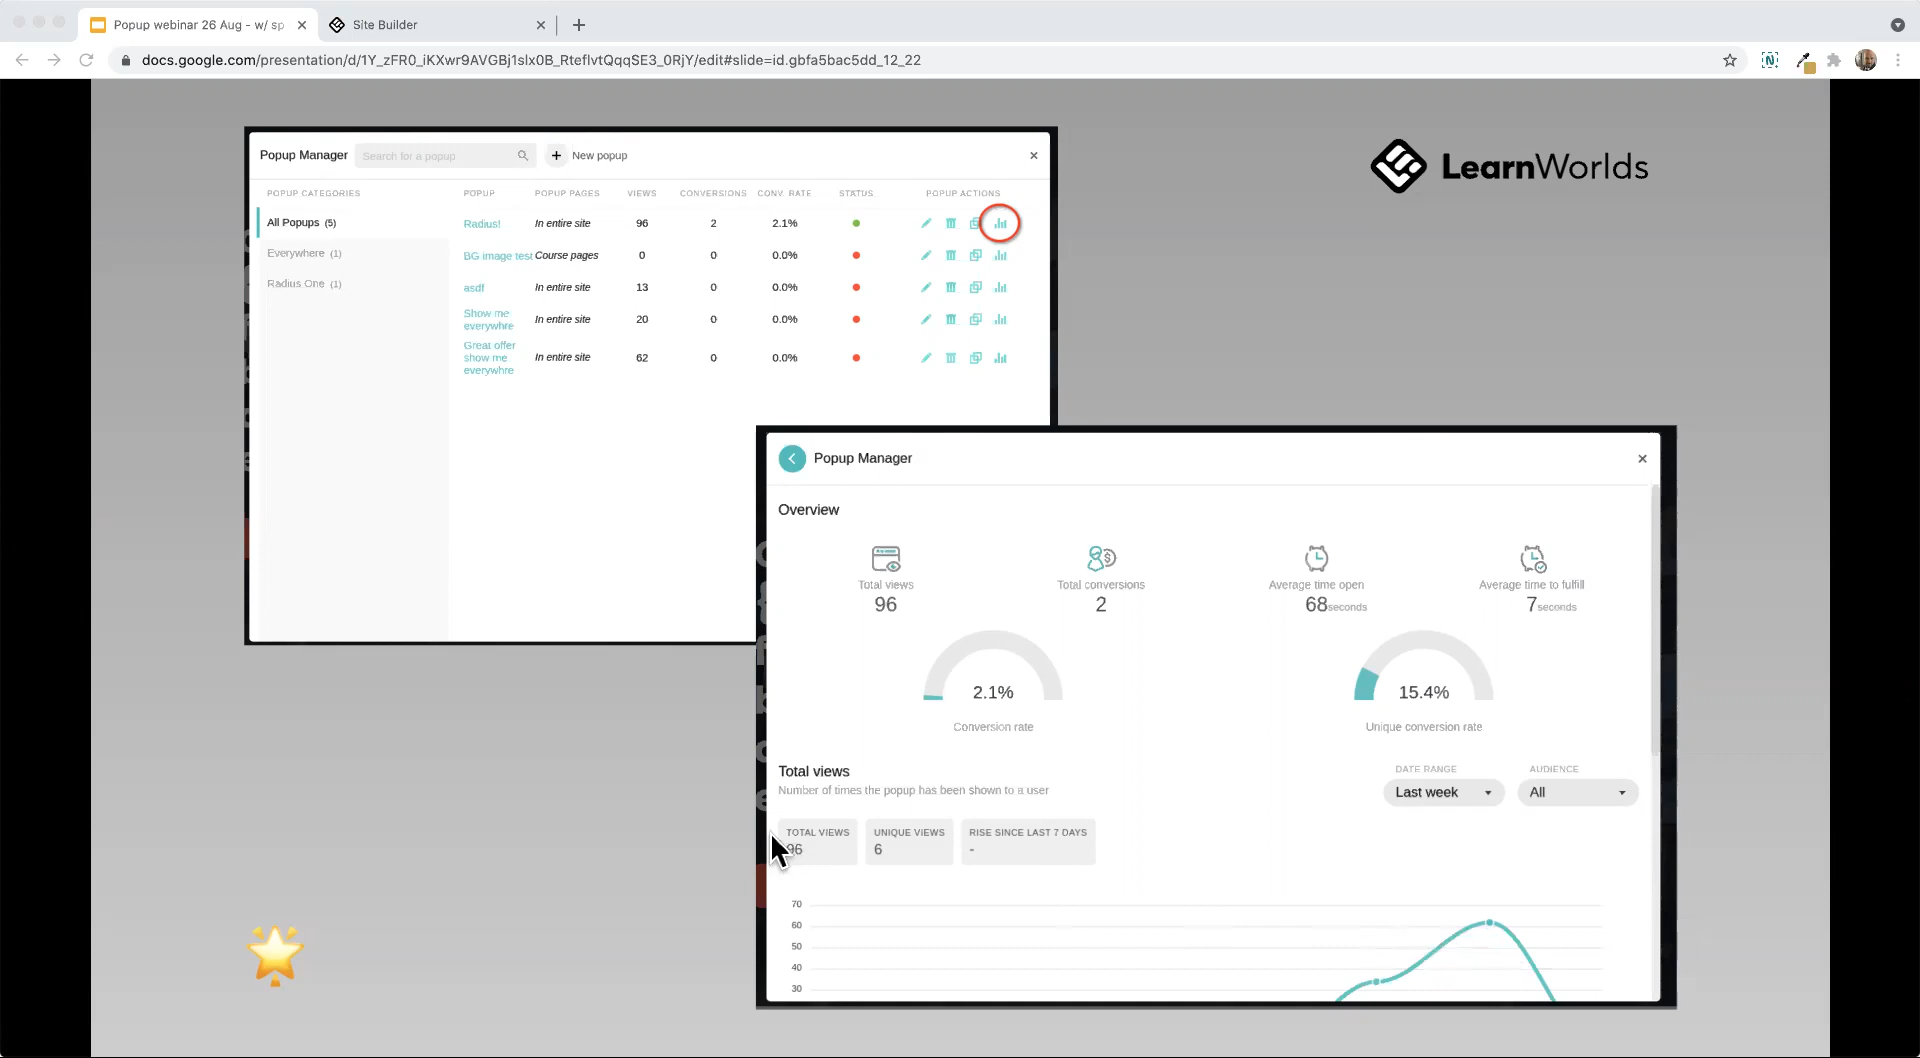 Popup webinar 26 Aug - w/ sp
Site Builder
docs.google.com/presentation/d/1Y_zFR0_iKXwr9AVGBj1slx0B_RteflvtQqqSE3_0RjY/edit#slide=id.gbfa5bac5dd_12_22
LearnWorlds
Popup Manager
Search for a popup
New popup
POPUP CATEGORIES
POPUP POPUP PAGES VIEWS CONVERSIONS CONV. RATE STATUS POPUP ACTIONS
All Popups (5)
Everywhere (1)
Radius One (1)
Radius! In entire site 96 2 2.1%
BG image test Course pages 0 0 0.0%
asdf In entire site 13 0 0.0%
Show me
everywhre
In entire site 20 0 0.0%
Great offer
show me
everywhre
In entire site 62 0 0.0%
Popup Manager
Overview
Total views
96
Total conversions
2
Average time open
68seconds
Average time to fulfill
7seconds
2.1%
Conversion rate
15.4%
Unique conversion rate
Total views
Number of times the popup has been shown to a user
DATE RANGE
Last week
AUDIENCE
All
TOTAL VIEWS
96
UNIQUE VIEWS
6
RISE SINCE LAST 7 DAYS
-
70
60
50
40
30